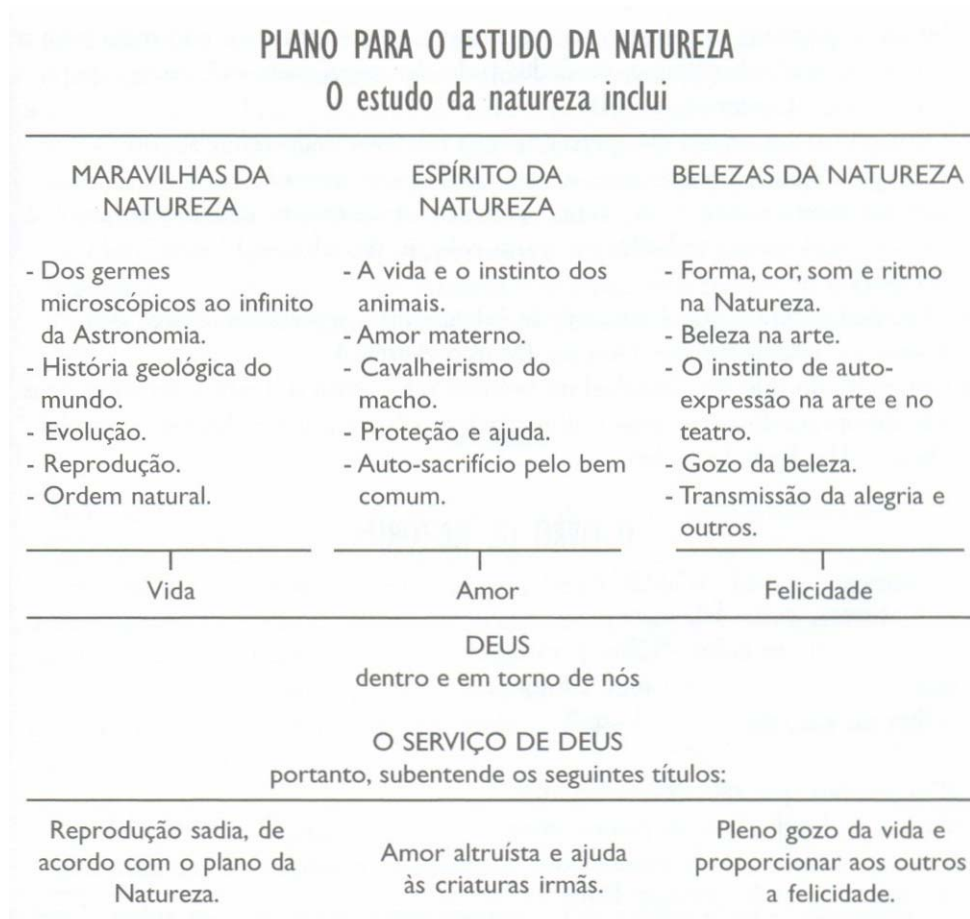 PLANO PARA O ESTUDO DA NATUREZA
O estudo da natureza inclui
MARAVILHAS DA
NATUREZA
- Dos germes
microscópicos ao infinito
da Astronomia.
- História geológica do
mundo.
- Evolução.
- Reprodução.
- Ordem natural.
Vida
ESPÍRITO DA
NATUREZA
- A vida e o instinto dos
animais.
- Amor materno.
- Cavalheirismo do
macho.
- Proteção e ajuda.
- Auto-sacrifício pelo bem
comum.
Amor
BELEZAS DA NATUREZA
- Forma, cor, som e ritmo
na Natureza.
- Beleza na arte.
- O instinto de auto-
expressão na arte e no
teatro.
- Gozo da beleza.
- Transmissão da alegria e
outros.
Felicidade
DEUS
dentro e em torno de nós
O SERVIÇO DE DEUS
portanto, subentende os seguintes títulos:
Reprodução sadia, de
acordo com o plano da
Natureza.
Amor altruísta e ajuda
às criaturas irmãs.
Pleno gozo da vida e
proporcionar aos outros
a felicidade.